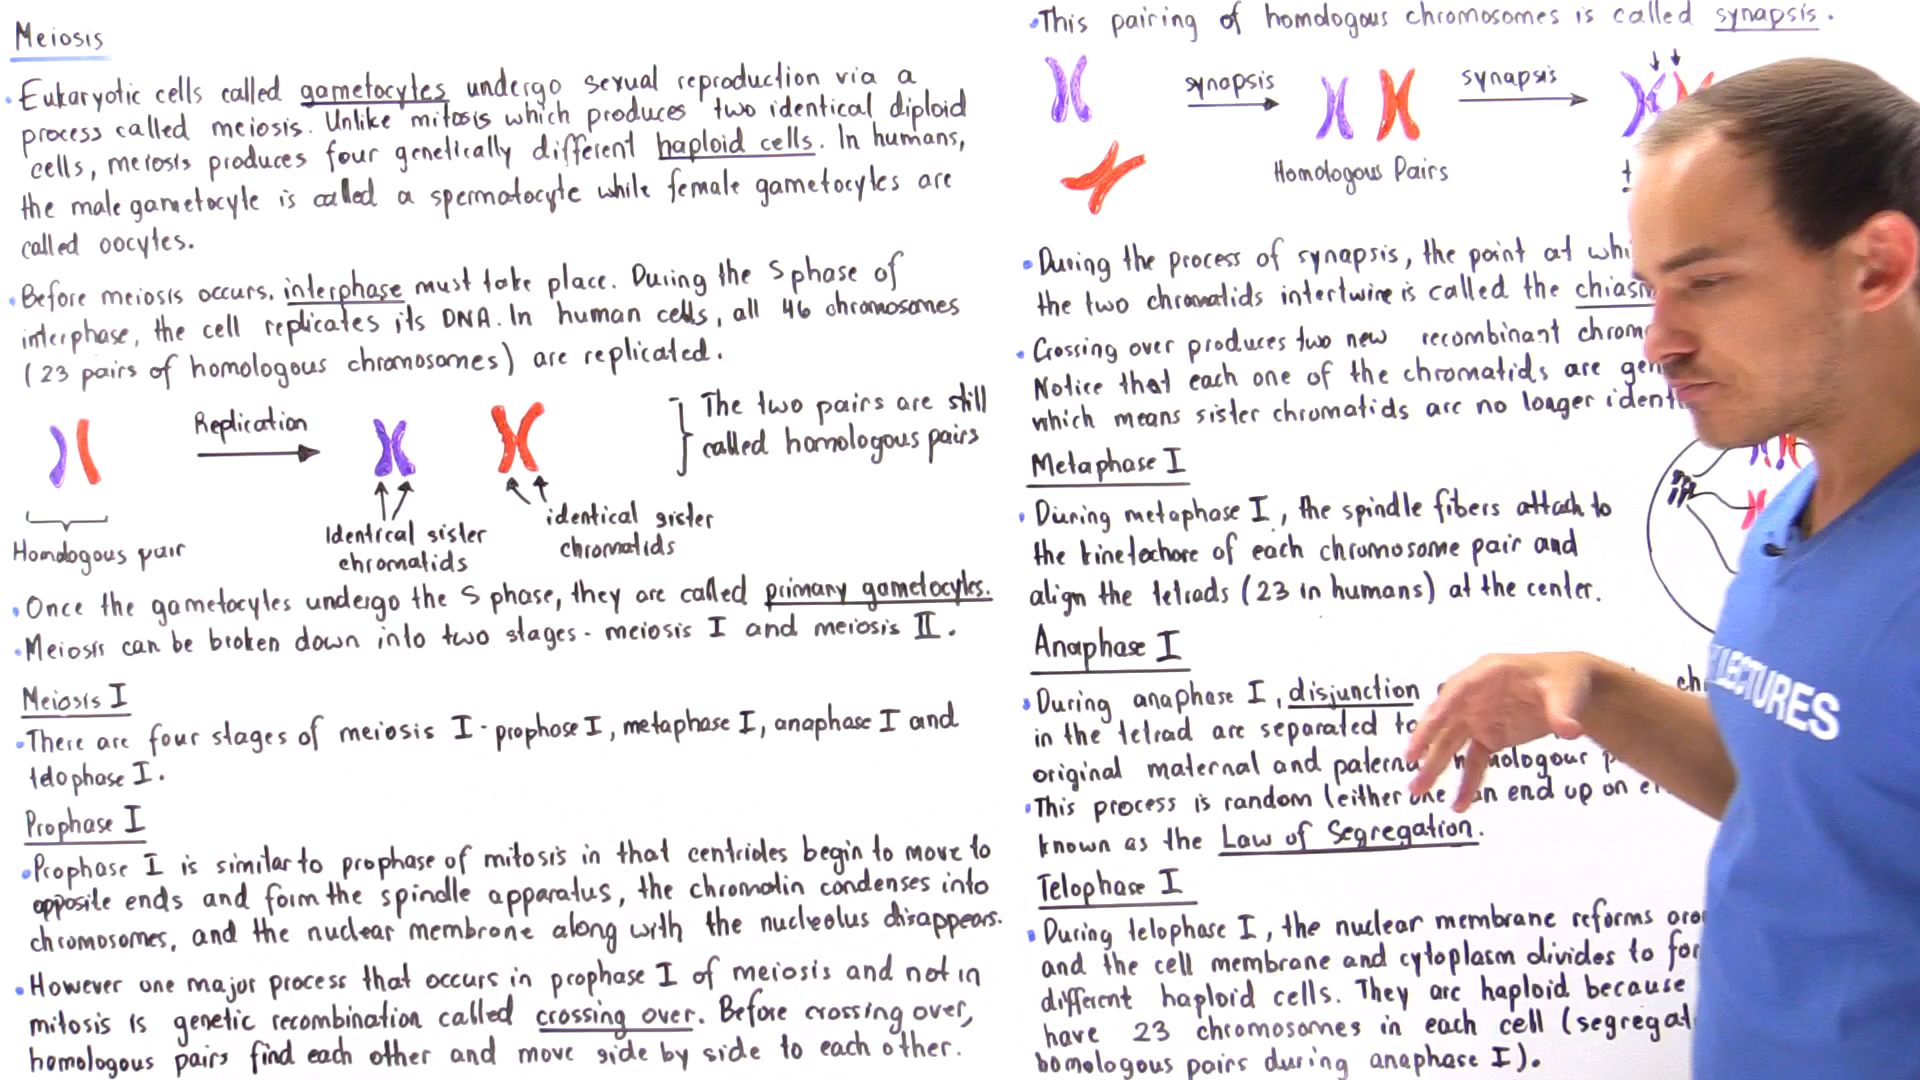 Meiosis
• Eukaryotic cells called gametocytes undergo sexual reproduction via a
process called meiosis. Unlike mitosis which produces two identical diploid
cells, meiosis produces four genetically different haploid cells. In humans,
the male gametocyte is called a spermatocyte while female gametocytes are
called oocytes.
• Before meiosis occurs, interphase must take place. During the S phase of
interphase, the cell replicates its DNA. In human cells, all 46 chromosomes
(23 pairs of homologous chromosomes) are replicated.
Replication
The two pairs are still
called homologous pairs
Homologous pair
Identical sister
chromatids
identical sister
chromatids
• Once the gametocytes undergo the S phase, they are called primary gametocytes.
• Meiosis can be broken down into two stages - meiosis I and meiosis II.
Meiosis I
• There are four stages of meiosis I - prophase I, metaphase I, anaphase I and
telophase I.
Prophase I
• Prophase I is similar to prophase of mitosis in that centrioles begin to move to
opposite ends and form the spindle apparatus, the chromatin condenses into
chromosomes, and the nuclear membrane along with the nucleolus disappears.
• However one major process that occurs in prophase I of meiosis and not in
mitosis is genetic recombination called crossing over. Before crossing over,
homologous pairs find each other and move side by side to each other.
• This pairing of homologous chromosomes is called synapsis.
synapsis
synapsis
Homologous Pairs
• During the process of synapsis, the point at
the two chromatids intertwine is called the
• Crossing over produces two new recombinant
Notice that each one of the chromatids are
which means sister chromatids are no longer
Metaphase I
• During metaphase I, the spindle fibers attach to
the kinetechore of each chromosome pair and
align the tetrads (23 in humans) at the center.
Anaphase I
• During anaphase I, disjunction
in the tetrad are separated
original maternal and
• This process is random (either one can end up on
known as the Law of Segregation.
Telophase I
• During telophase I, the nuclear membrane reforms
and the cell membrane and cytoplasm divides to
different haploid cells. They are haploid because
have 23 chromosomes in each cell
homologous pairs during anaphase I).
LECTURES